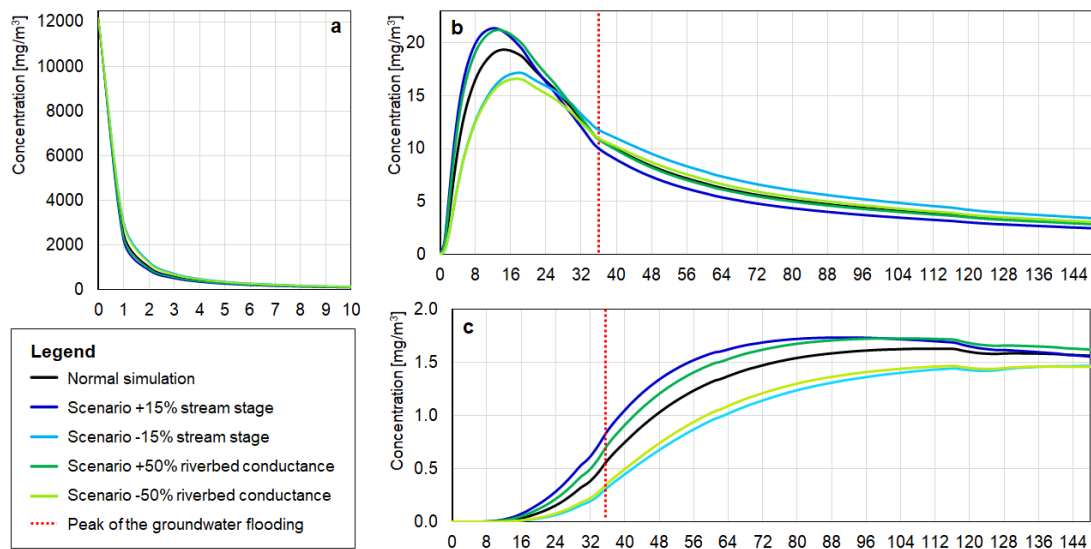 a
Concentration [mg/m³]
12000
10000
8000
6000
4000
2000
0
0 1 2 3 4 5 6 7 8 9 10
b
Concentration [mg/m³]
20
15
10
5
0
0 8 16 24 32 40 48 56 64 72 80 88 96 104 112 120 128 136 144
Legend
Normal simulation
Scenario +15% stream stage
Scenario -15% stream stage
Scenario +50% riverbed conductance
Scenario -50% riverbed conductance
Peak of the groundwater flooding
c
Concentration [mg/m³]
2.0
1.5
1.0
0.5
0.0
0 8 16 24 32 40 48 56 64 72 80 88 96 104 112 120 128 136 144